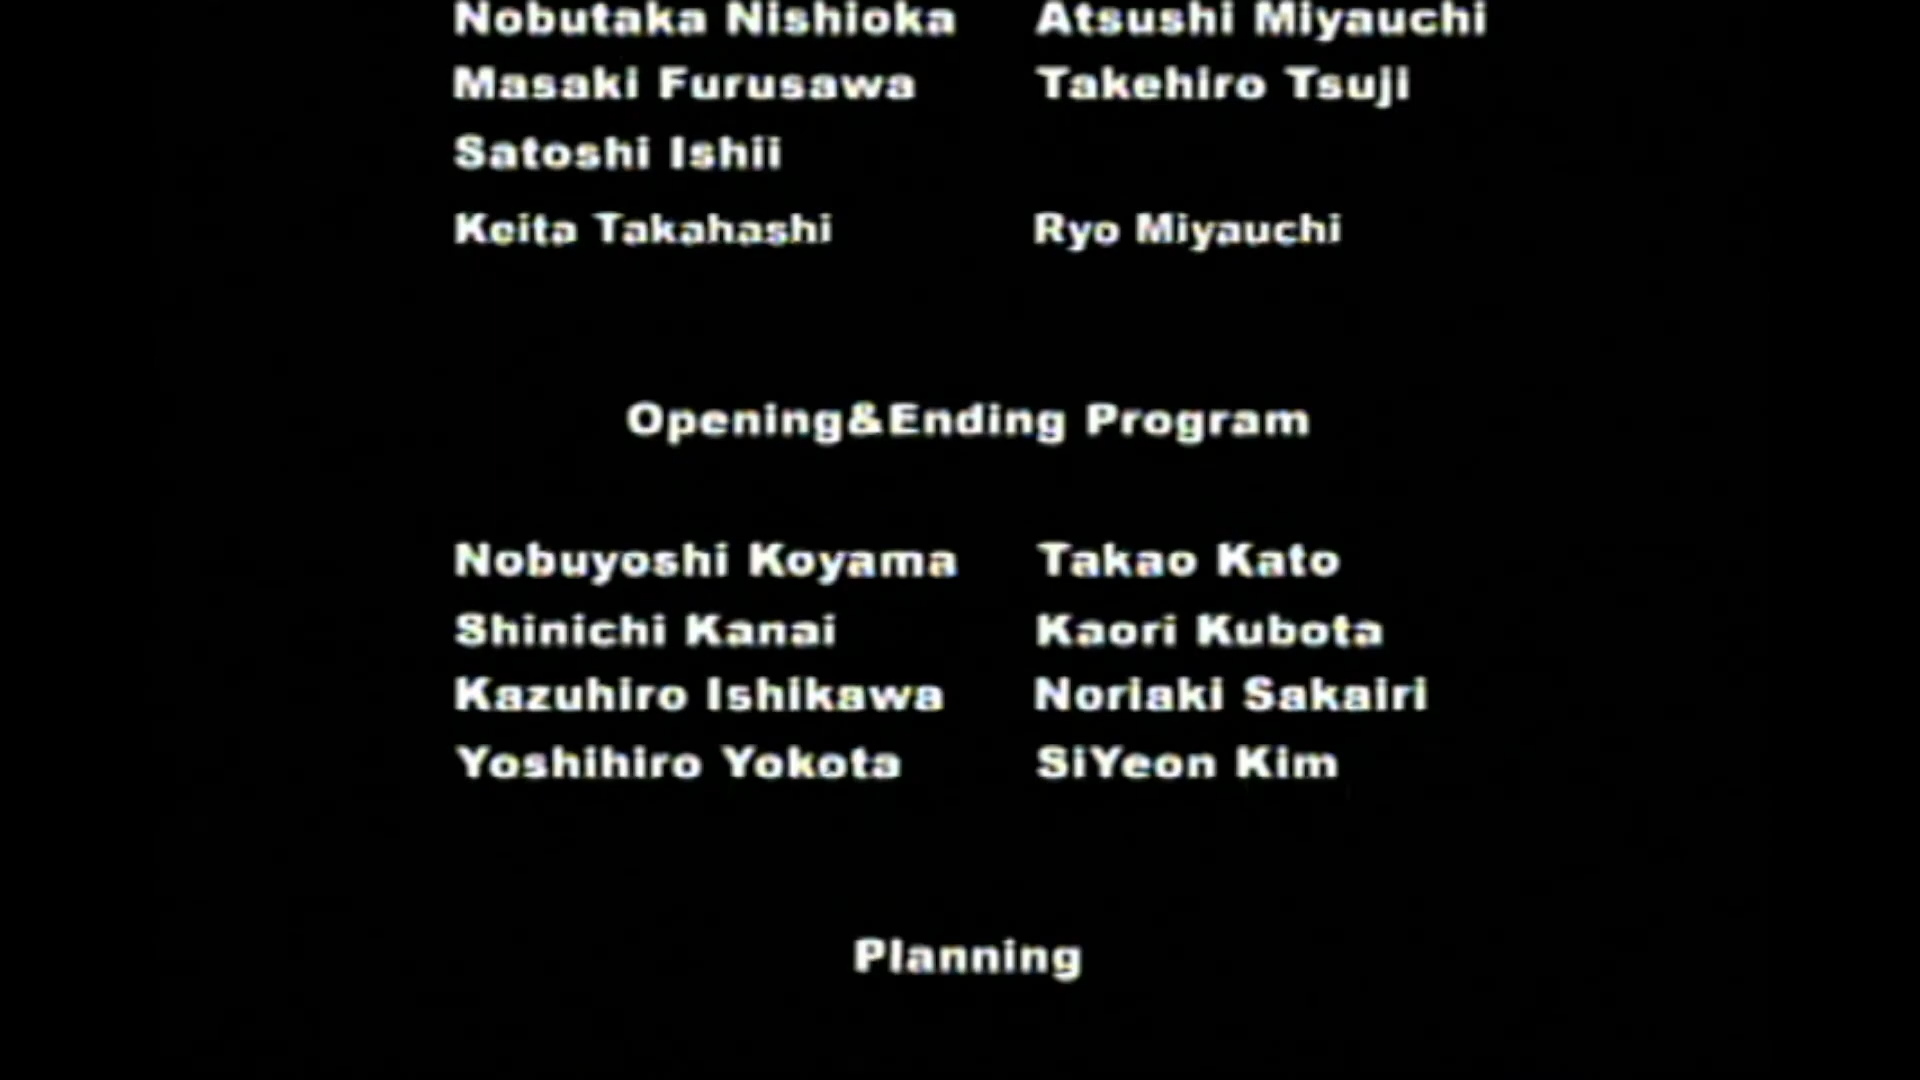 Nobutaka Nishioka Atsushi Miyauchi
Masaki Furusawa Takehiro Tsuji
Satoshi Ishii
Keita Takahashi Ryo Miyauchi
Opening&Ending Program
Nobuyoshi Koyama Takao Kato
Shinichi Kanai Kaori Kubota
Kazuhiro Ishikawa Noriaki Sakairi
Yoshihiro Yokota SiYeon Kim
Planning